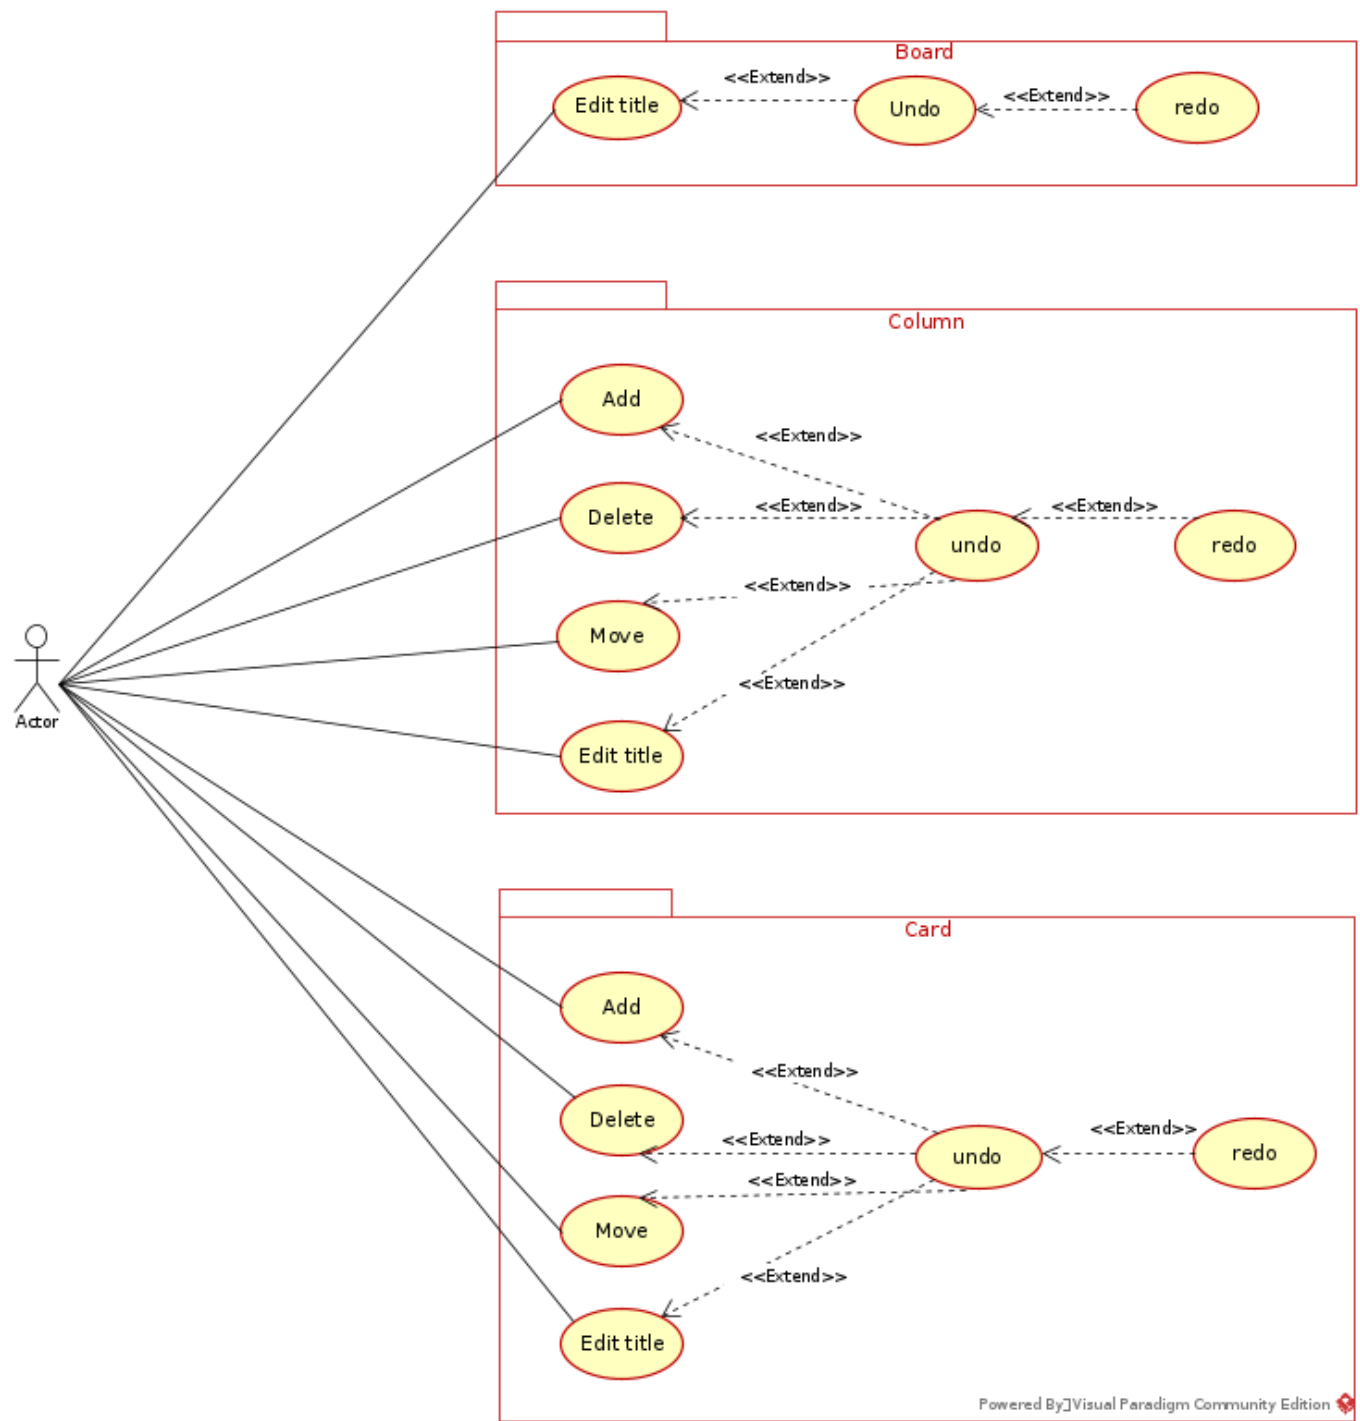 Board
<<Extend>>
<<Extend>>
Edit title
Undo
redo
Column
Add
<<Extend>>
Delete
<<Extend>>
<<Extend>>
undo
redo
<<Extend>>
Move
<<Extend>>
Edit title
Actor
Card
Add
<<Extend>>
Delete
<<Extend>>
<<Extend>>
undo
redo
<<Extend>>
Move
<<Extend>>
Edit title
Powered By]Visual Paradigm Community Edition